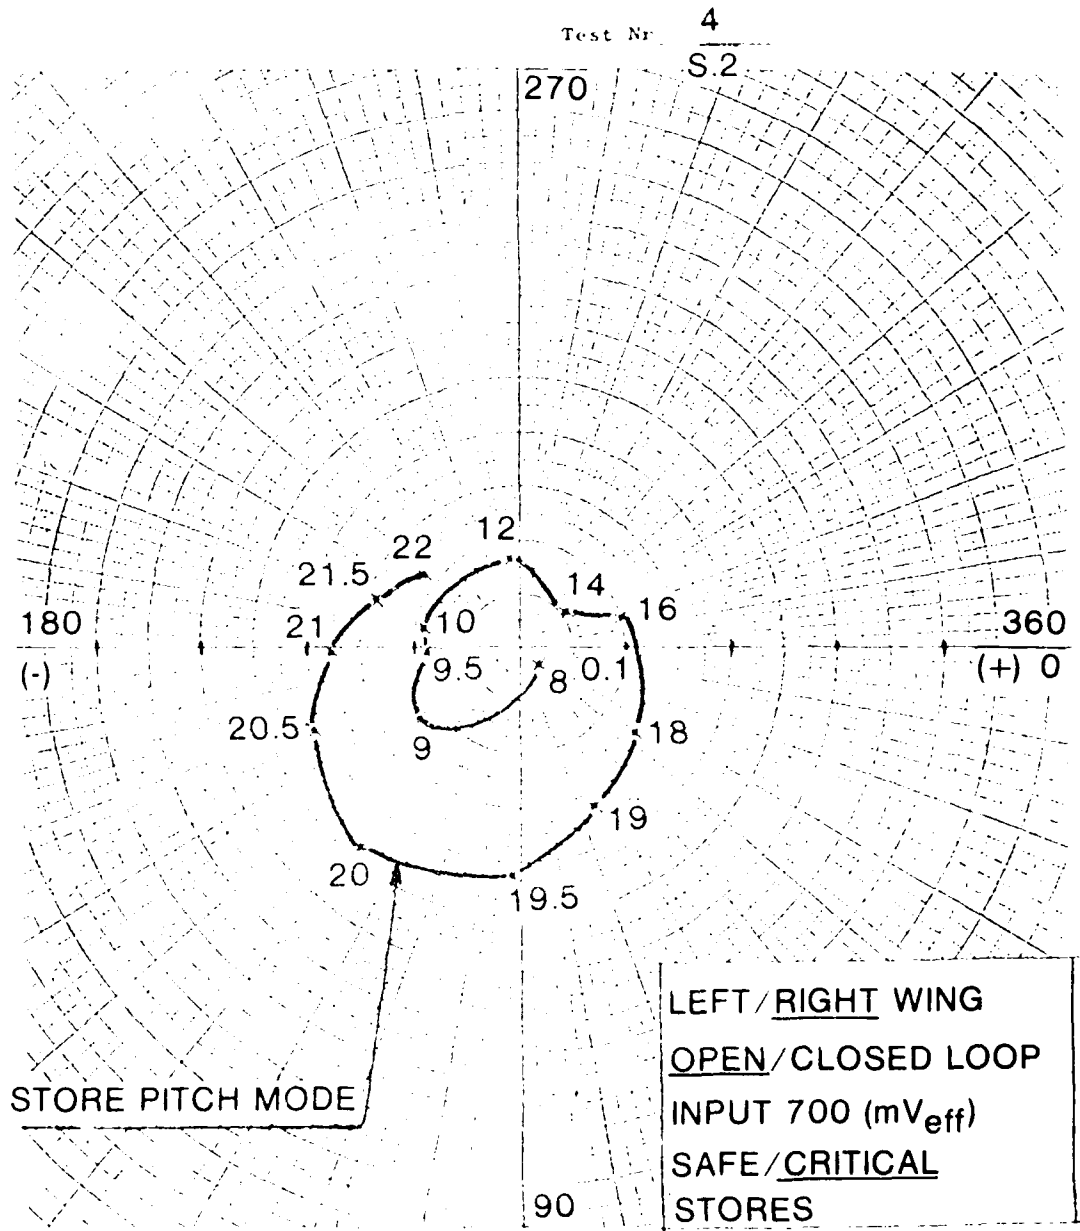 Test Nr 4
S.2
270
12
22
21.5
14
10
16
180
21
360
9.5
8
0.1
(-)
(+) 0
20.5
9
18
19
20
19.5
LEFT/RIGHT WING
OPEN/CLOSED LOOP
INPUT 700 (mVeff)
STORE PITCH MODE
SAFE/CRITICAL
STORES
90